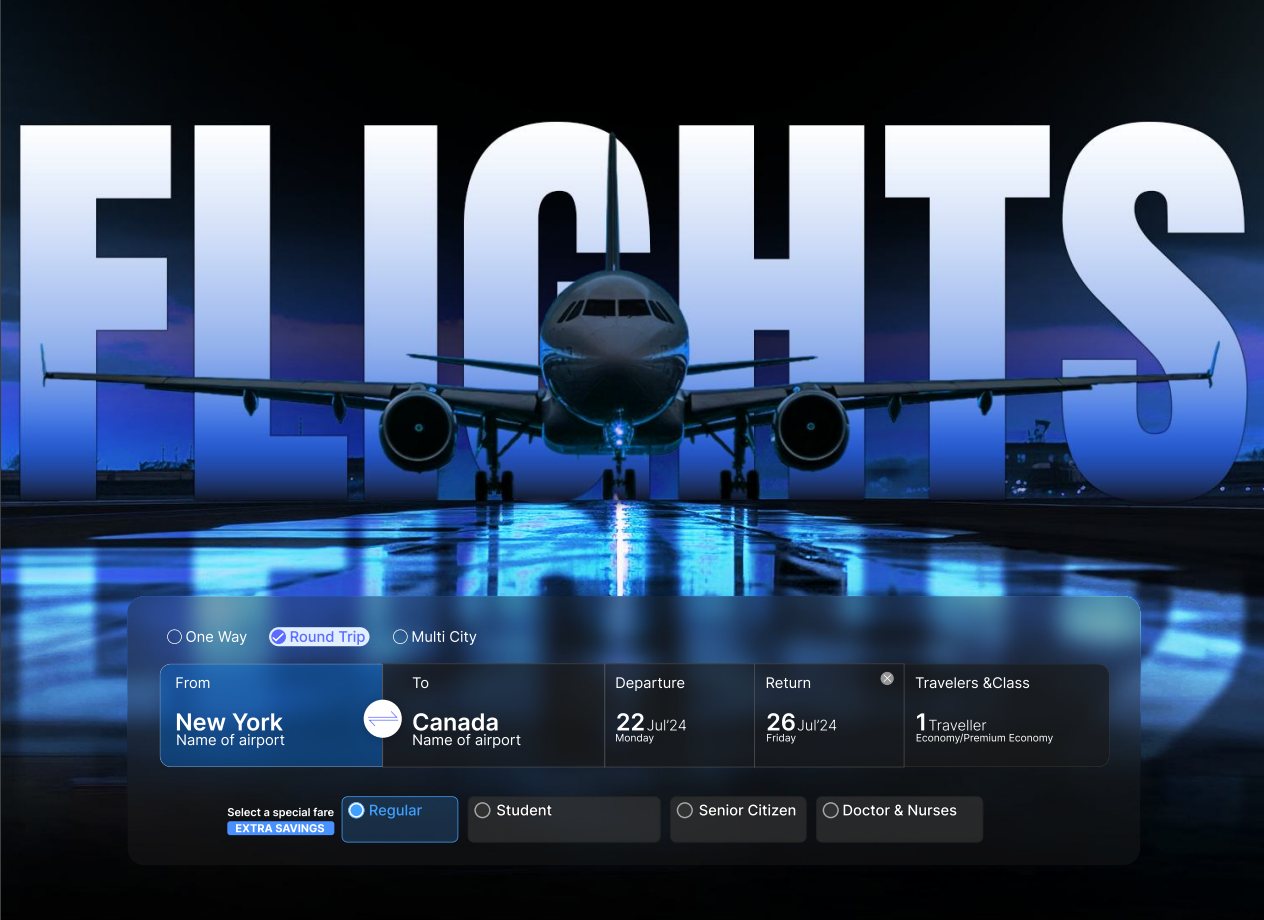 FLIGHTS
One Way Round Trip Multi City
From To Departure Return Travelers &Class
New York Canada 22 Jul'24 26 Jul'24 1 Traveller
Name of airport Name of airport Monday Friday Economy/Premium Economy
Select a special fare Regular Student Senior Citizen Doctor & Nurses
EXTRA SAVINGS